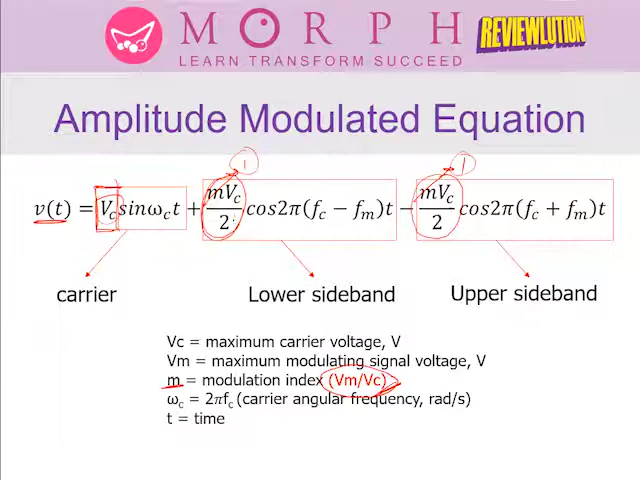 MORPH
REVIEWLUTION
LEARN TRANSFORM SUCCEED
Amplitude Modulated Equation
v(t) = V_c sinω_c t + mV_c/2 cos2π(f_c − f_m)t − mV_c/2 cos2π(f_c + f_m)t
carrier
Lower sideband
Upper sideband
Vc = maximum carrier voltage, V
Vm = maximum modulating signal voltage, V
m = modulation index (Vm/Vc)
ω_c = 2πf_c (carrier angular frequency, rad/s)
t = time